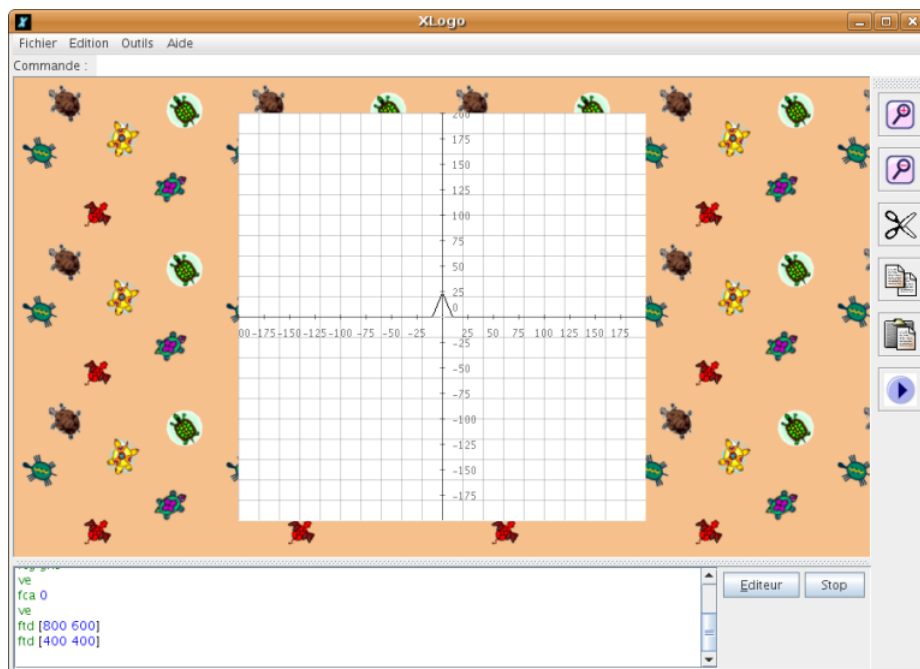 XLogo
Fichier Edition Outils Aide
Commande :
200
175
150
125
100
75
50
25
0
00 -175 -150 -125 -100 -75 -50 -25 25 50 75 100 125 150 175
-25
-50
-75
-100
-125
-150
-175
ve
fca 0
ve
ftd [800 600]
ftd [400 400]
Editeur Stop